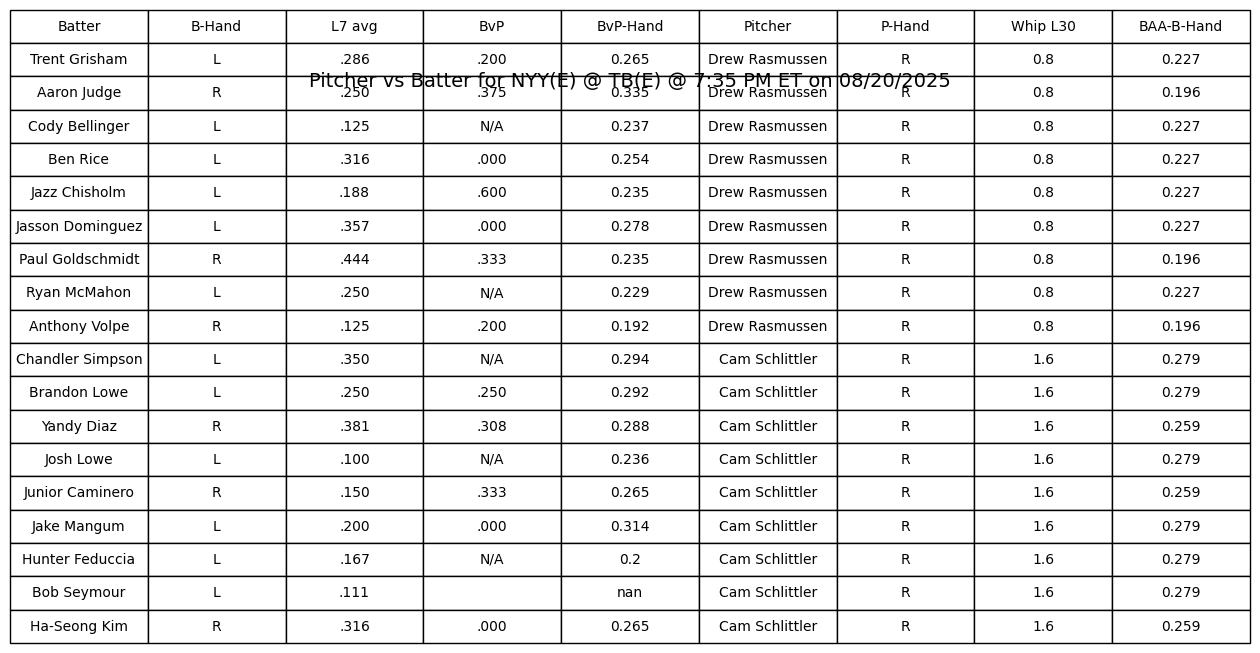 Batter B-Hand L7 avg BvP BvP-Hand Pitcher P-Hand Whip L30 BAA-B-Hand
Trent Grisham L .286 .200 0.265 Drew Rasmussen R 0.8 0.227
Pitcher vs Batter for NYY(E) @ TB(E) @ 7:35 PM ET on 08/20/2025
Aaron Judge R .250 .375 0.335 Drew Rasmussen R 0.8 0.196
Cody Bellinger L .125 N/A 0.237 Drew Rasmussen R 0.8 0.227
Ben Rice L .316 .000 0.254 Drew Rasmussen R 0.8 0.227
Jazz Chisholm L .188 .600 0.235 Drew Rasmussen R 0.8 0.227
Jasson Dominguez L .357 .000 0.278 Drew Rasmussen R 0.8 0.227
Paul Goldschmidt R .444 .333 0.235 Drew Rasmussen R 0.8 0.196
Ryan McMahon L .250 N/A 0.229 Drew Rasmussen R 0.8 0.227
Anthony Volpe R .125 .200 0.192 Drew Rasmussen R 0.8 0.196
Chandler Simpson L .350 N/A 0.294 Cam Schlittler R 1.6 0.279
Brandon Lowe L .250 .250 0.292 Cam Schlittler R 1.6 0.279
Yandy Diaz R .381 .308 0.288 Cam Schlittler R 1.6 0.259
Josh Lowe L .100 N/A 0.236 Cam Schlittler R 1.6 0.279
Junior Caminero R .150 .333 0.265 Cam Schlittler R 1.6 0.259
Jake Mangum L .200 .000 0.314 Cam Schlittler R 1.6 0.279
Hunter Feduccia L .167 N/A 0.2 Cam Schlittler R 1.6 0.279
Bob Seymour L .111 nan Cam Schlittler R 1.6 0.279
Ha-Seong Kim R .316 .000 0.265 Cam Schlittler R 1.6 0.259